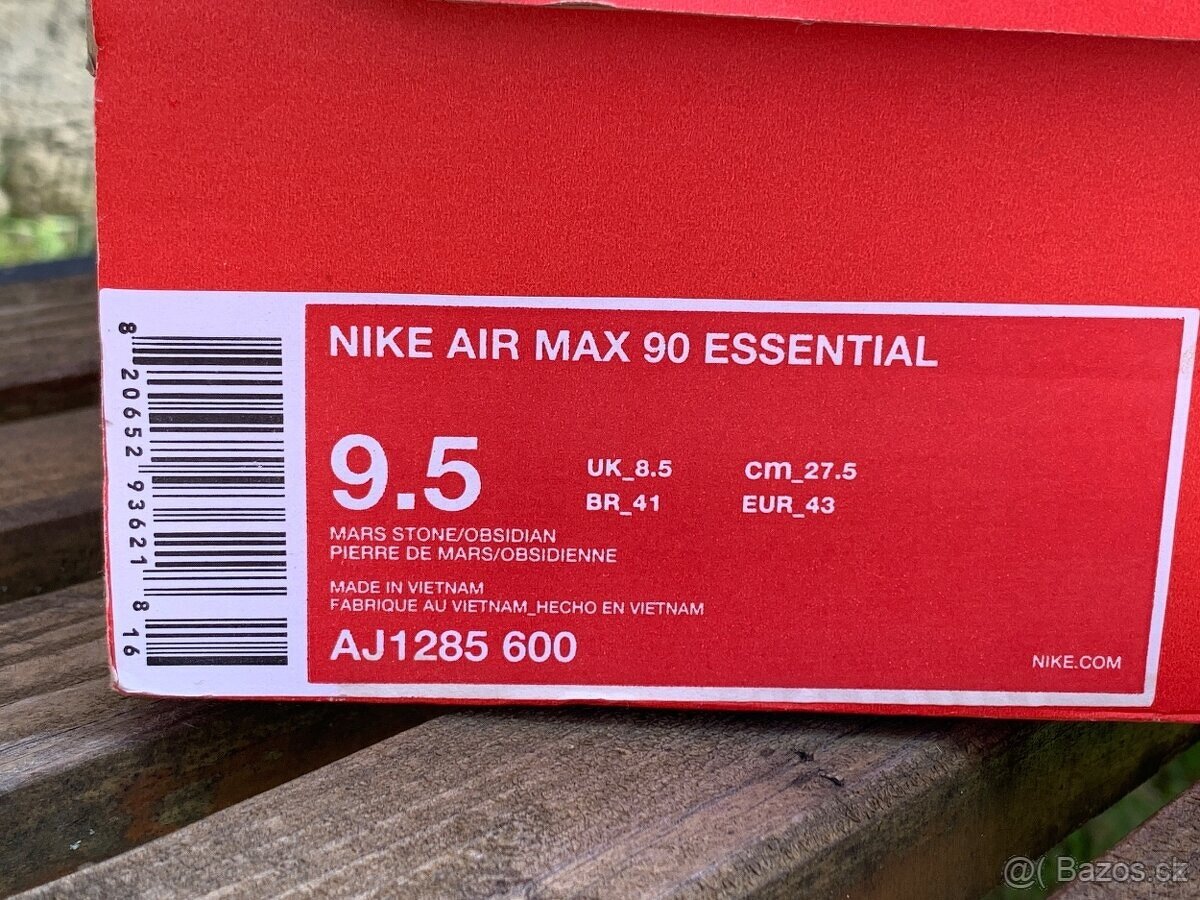 8 20652 93621 8 16
NIKE AIR MAX 90 ESSENTIAL
9.5
UK_8.5 cm_27.5
BR_41 EUR_43
MARS STONE/OBSIDIAN
PIERRE DE MARS/OBSIDIENNE
MADE IN VIETNAM
FABRIQUE AU VIETNAM_HECHO EN VIETNAM
AJ1285 600
NIKE.COM
@( Bazos.cz